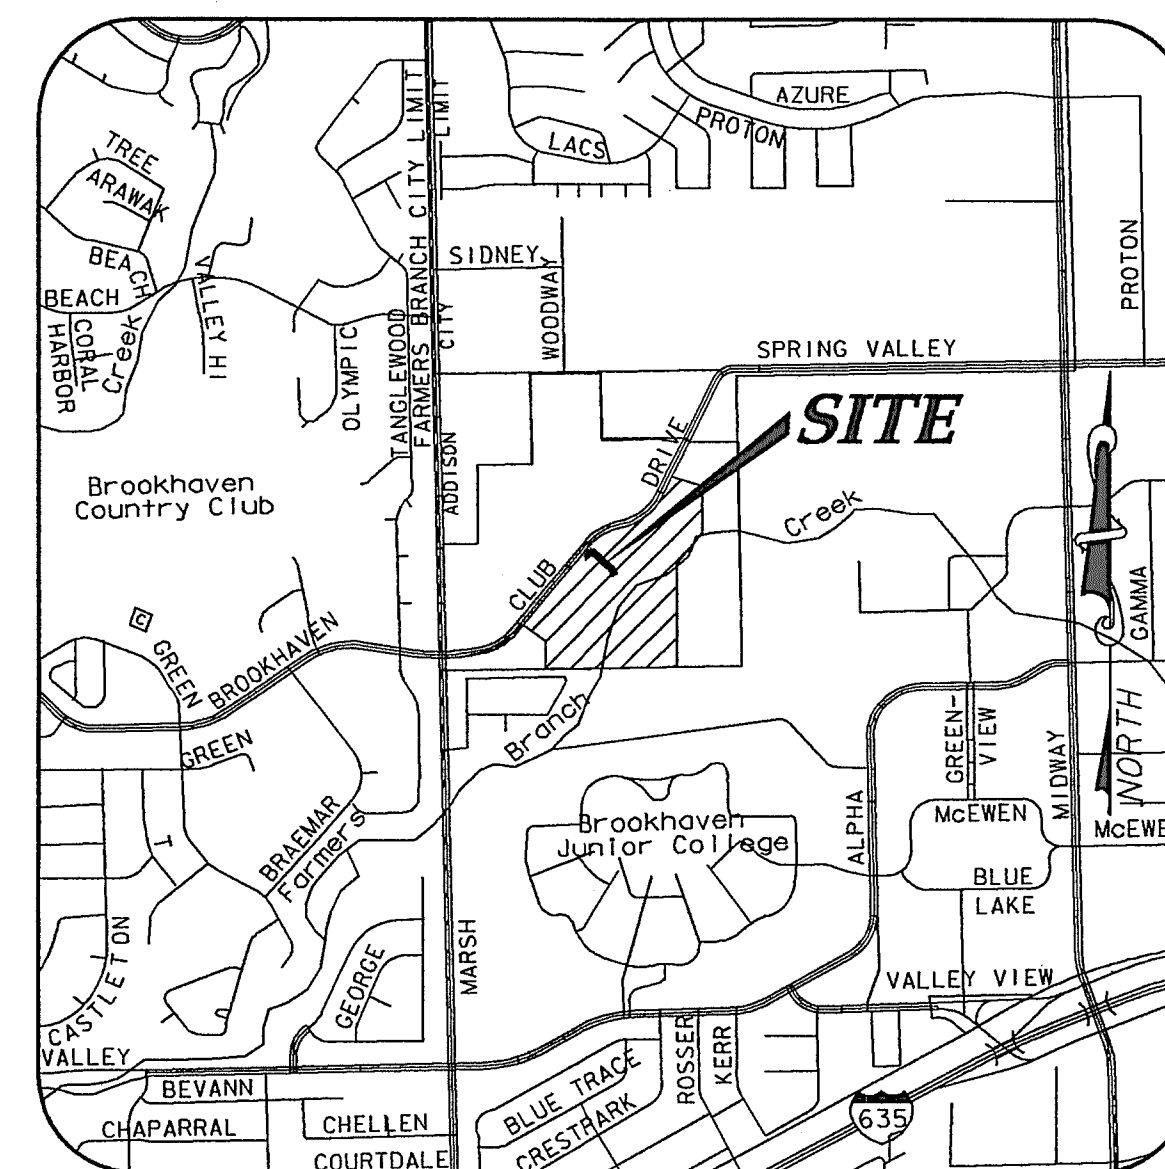 AZURE
PROTON
LACS
TREE
ARAWAK
BEACH
BEACH
CORAL
HARBOR
Creek
VALLEY HI
OLYMPIC
TANGLEWOOD
FARMERS BRANCH CITY LIMIT
ADDISON
CITY
LIMIT
SIDNEY
WOODWAY
PROTON
SPRING VALLEY
SITE
DRIVE
CLUB
BROOKHAVEN
Brookhaven
Country Club
Creek
GAMMA
C
GREEN
GREEN
Branch
GREEN-
VIEW
MIDWAY
NORTH
McEWEN
McEWE
BRAEMAR
Farmers
T
Brookhaven
Junior College
ALPHA
BLUE
LAKE
CASTLETON
GEORGE
MARSH
VALLEY VIEW
VALLEY
BEVANN
BLUE TRACE
CRESTPARK
ROSSER
KERR
635
CHAPARRAL
CHELLEN
COURTDALE